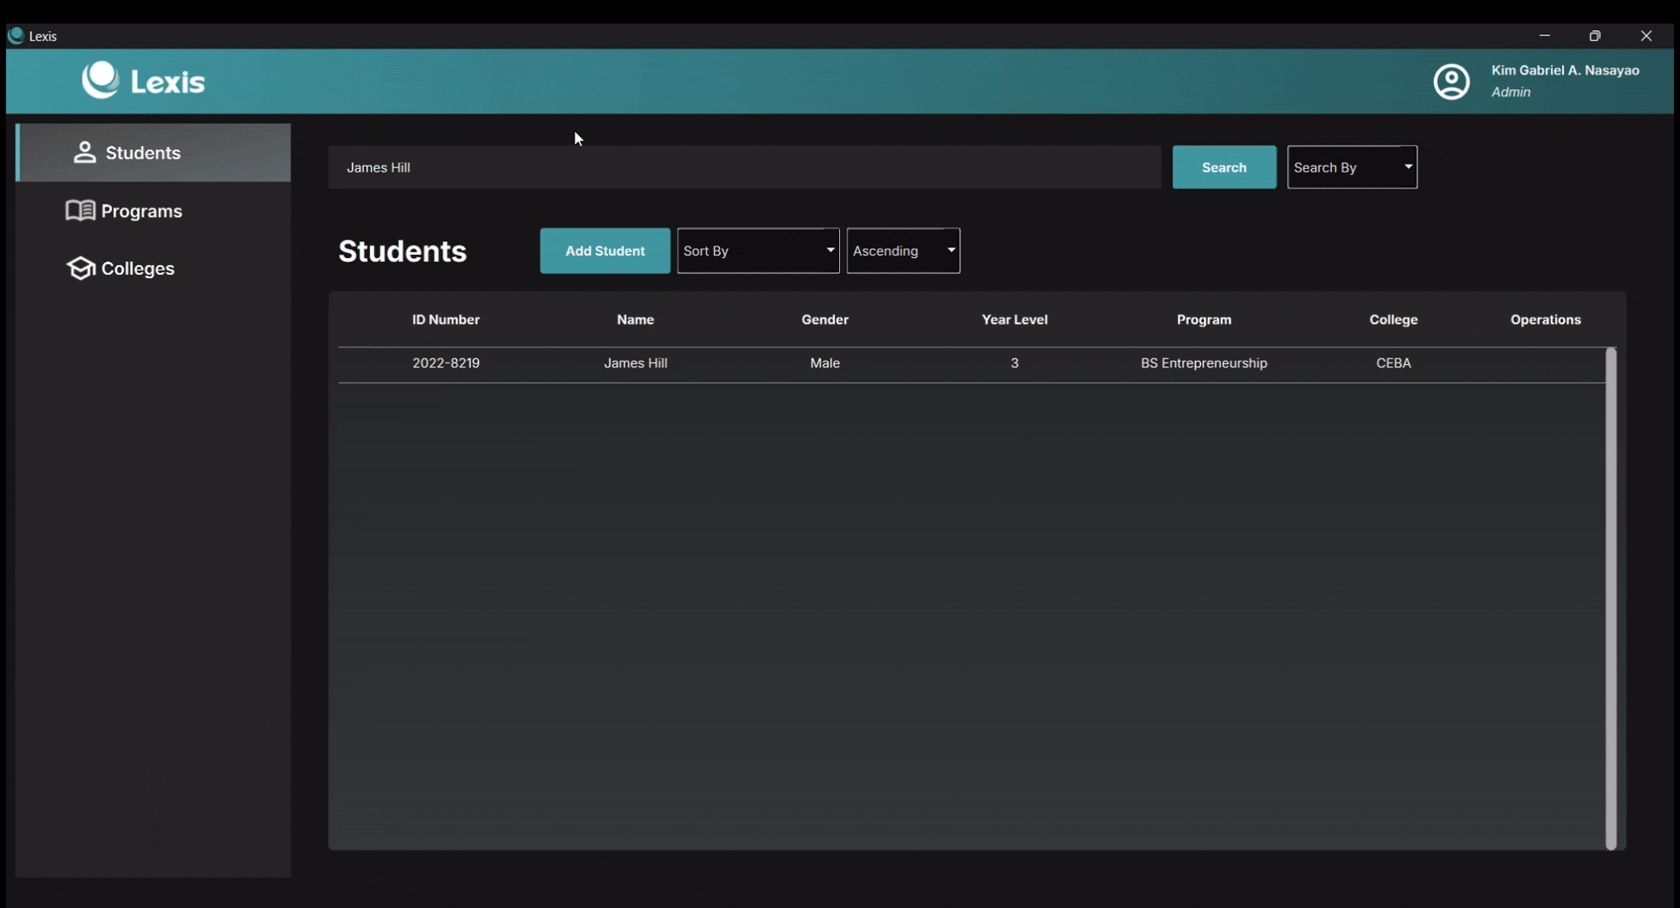 Lexis
Lexis
Kim Gabriel A. Nasayao
Admin
Students
Programs
Colleges
James Hill
Search
Search By
Students
Add Student
Sort By
Ascending
ID Number Name Gender Year Level Program College Operations
2022-8219 James Hill Male 3 BS Entrepreneurship CEBA